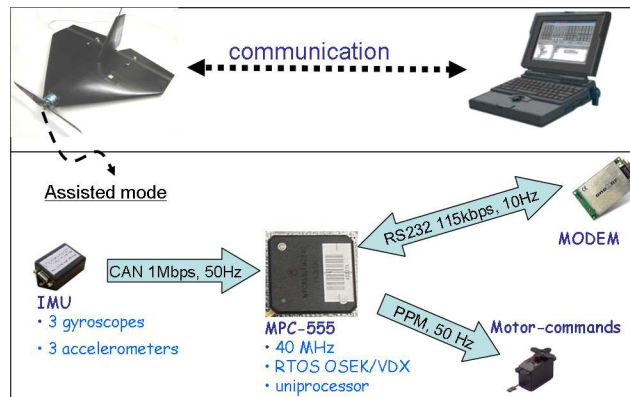 communication
Assisted mode
CAN 1Mbps, 50Hz
RS232 115kbps, 10Hz
MODEM
IMU
• 3 gyroscopes
• 3 accelerometers
MPC-555
• 40 MHz
• RTOS OSEK/VDX
• uniprocessor
PPM, 50 Hz
Motor-commands